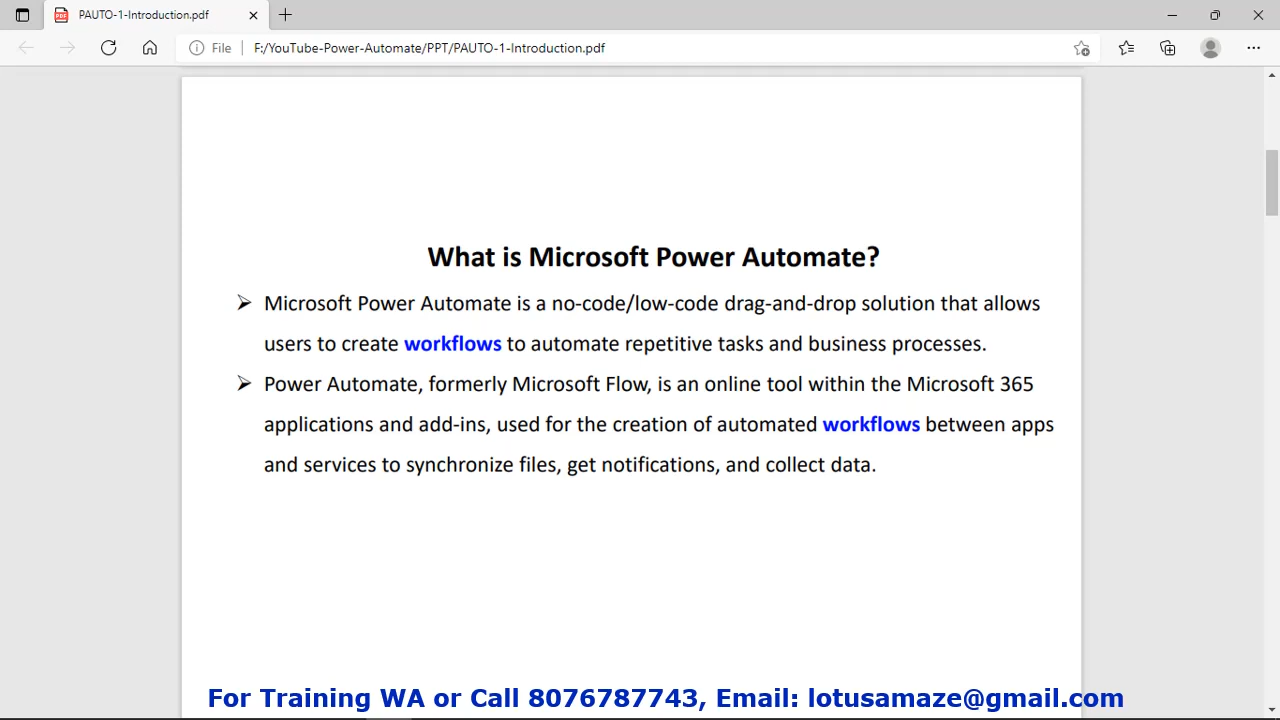 PAUTO-1-Introduction.pdf
File
F:/YouTube-Power-Automate/PPT/PAUTO-1-Introduction.pdf
What is Microsoft Power Automate?
➢ Microsoft Power Automate is a no-code/low-code drag-and-drop solution that allows
users to create workflows to automate repetitive tasks and business processes.
➢ Power Automate, formerly Microsoft Flow, is an online tool within the Microsoft 365
applications and add-ins, used for the creation of automated workflows between apps
and services to synchronize files, get notifications, and collect data.
For Training WA or Call 8076787743, Email: lotusamaze@gmail.com